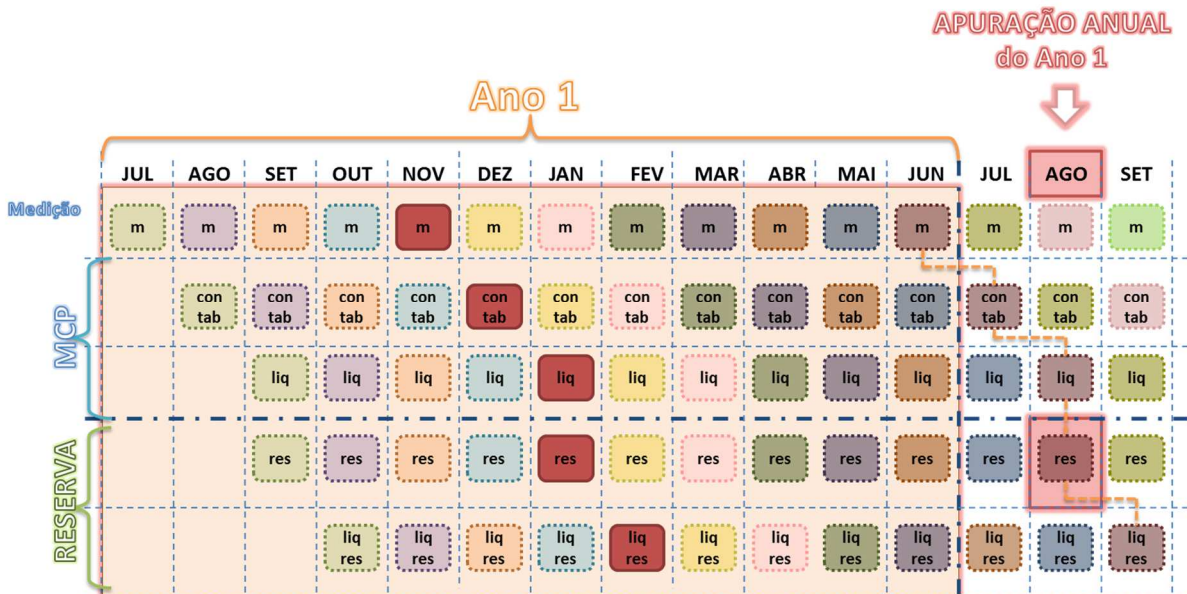 APURAÇÃO ANUAL
do Ano 1
Ano 1
JUL AGO SET OUT NOV DEZ JAN FEV MAR ABR MAI JUN JUL AGO SET
Medição
m m m m m m m m m m m m m m m
MCP
con con con con con con con con con con con con con con
tab tab tab tab tab tab tab tab tab tab tab tab tab tab
liq liq liq liq liq liq liq liq liq liq liq liq liq
RESERVA
res res res res res res res res res res res res res
liq liq liq liq liq liq liq liq liq liq liq liq
res res res res res res res res res res res res